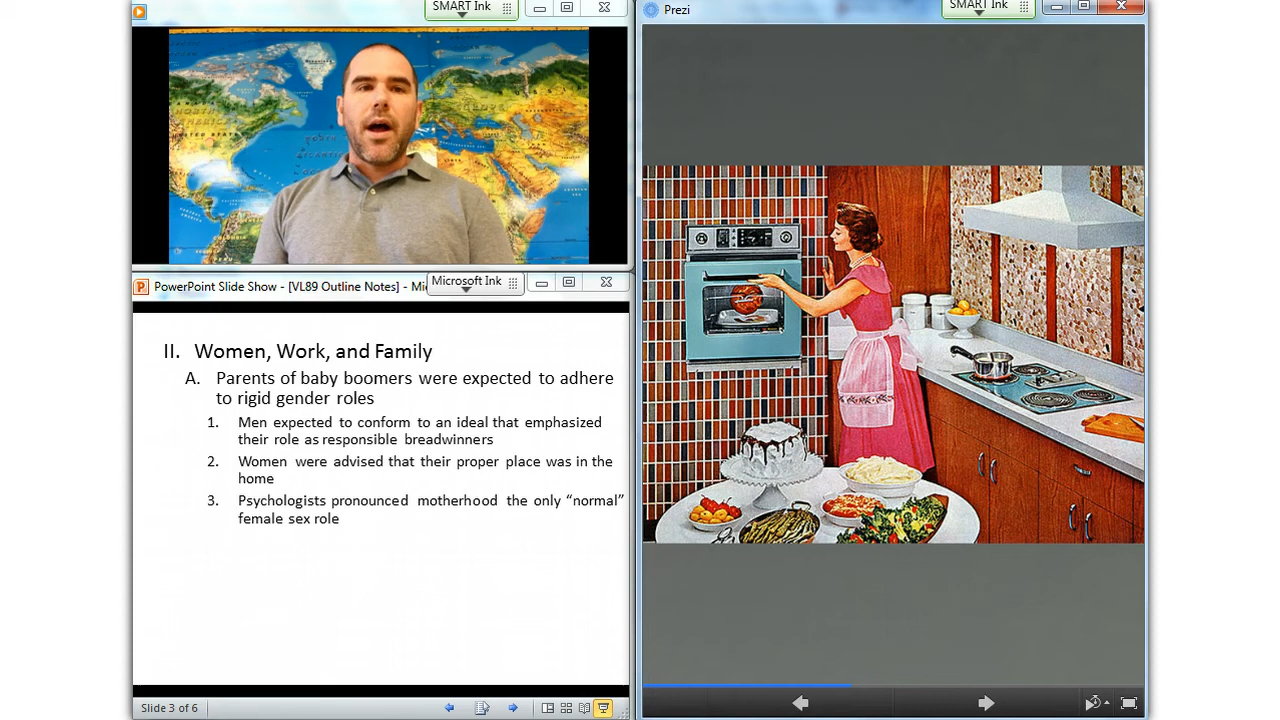 SMART Ink
PowerPoint Slide Show - [VL89 Outline Notes] - Mi
Microsoft Ink
II. Women, Work, and Family
A. Parents of baby boomers were expected to adhere
to rigid gender roles
1. Men expected to conform to an ideal that emphasized
their role as responsible breadwinners
2. Women were advised that their proper place was in the
home
3. Psychologists pronounced motherhood the only “normal”
female sex role
Slide 3 of 6
Prezi
SMART Ink